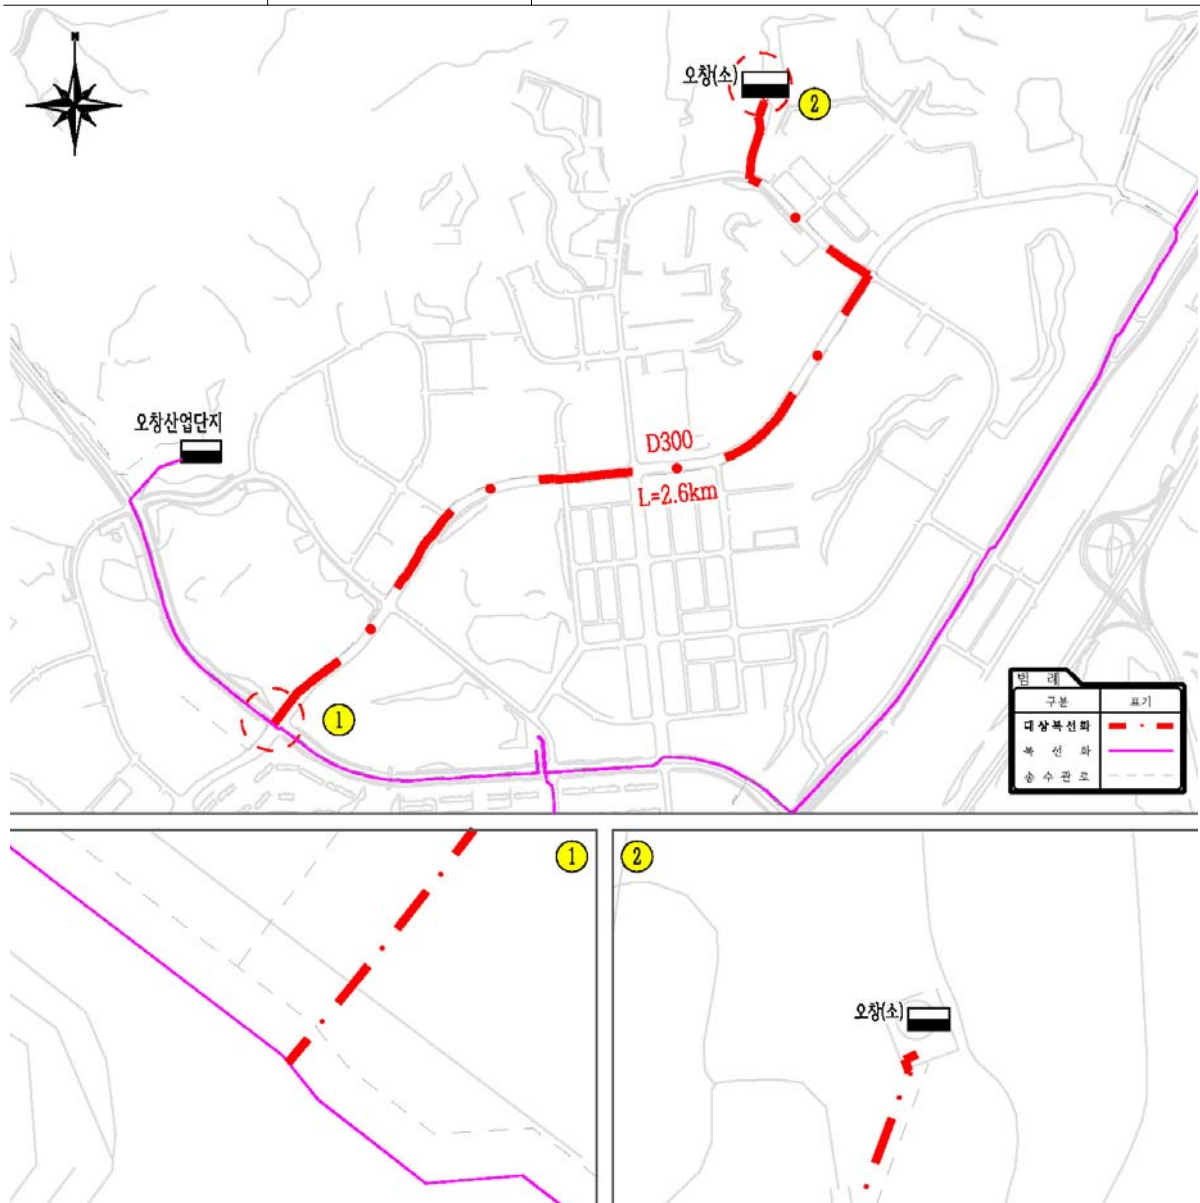 N
오창(소)
2
오창산업단지
D300
L=2.6km
1
범 례
구분 표기
대상복선화
복 선 화
송 수 관 로
1
2
오창(소)